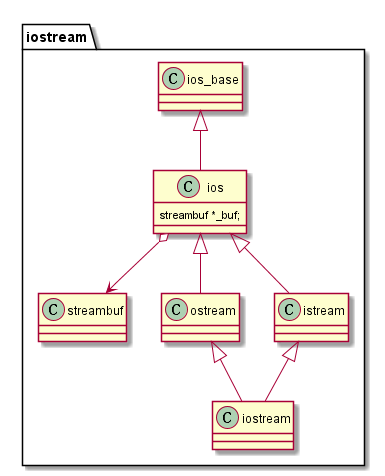 iostream
C ios_base
C ios
streambuf *_buf;
C streambuf
C ostream
C istream
C iostream